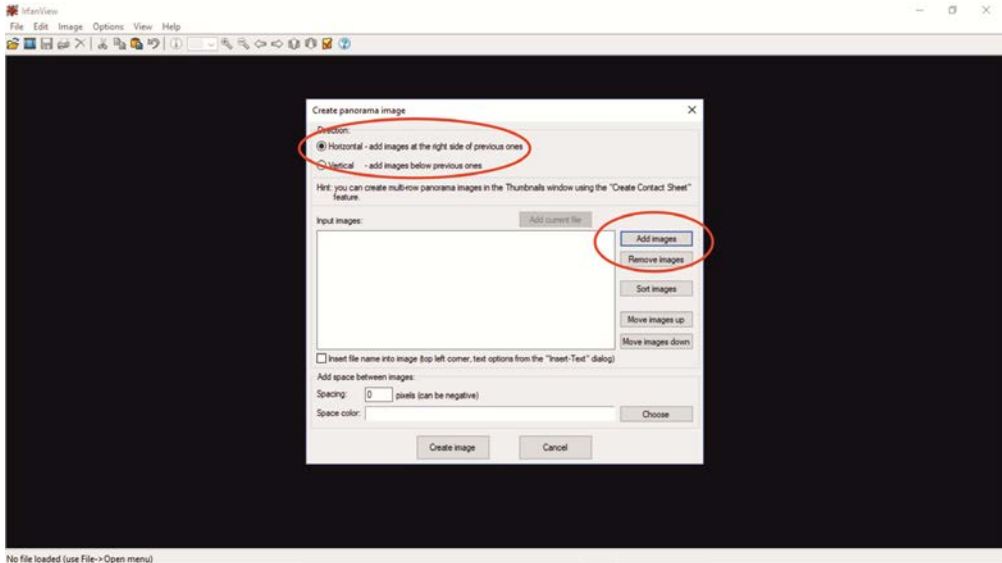 IrfanView
File Edit Image Options View Help
Create panorama image
Direction:
Horizontal - add images at the right side of previous ones
Vertical - add images below previous ones
Hint: you can create multi-row panorama images in the Thumbnails window using the "Create Contact Sheet"
feature.
Input images:
Add current file
Add images
Remove images
Sort images
Move images up
Move images down
Insert file name into image (top left corner, text options from the "Insert-Text" dialog)
Add space between images:
Spacing: 0 pixels (can be negative)
Space color:
Choose
Create image Cancel
No file loaded (use File->Open menu)